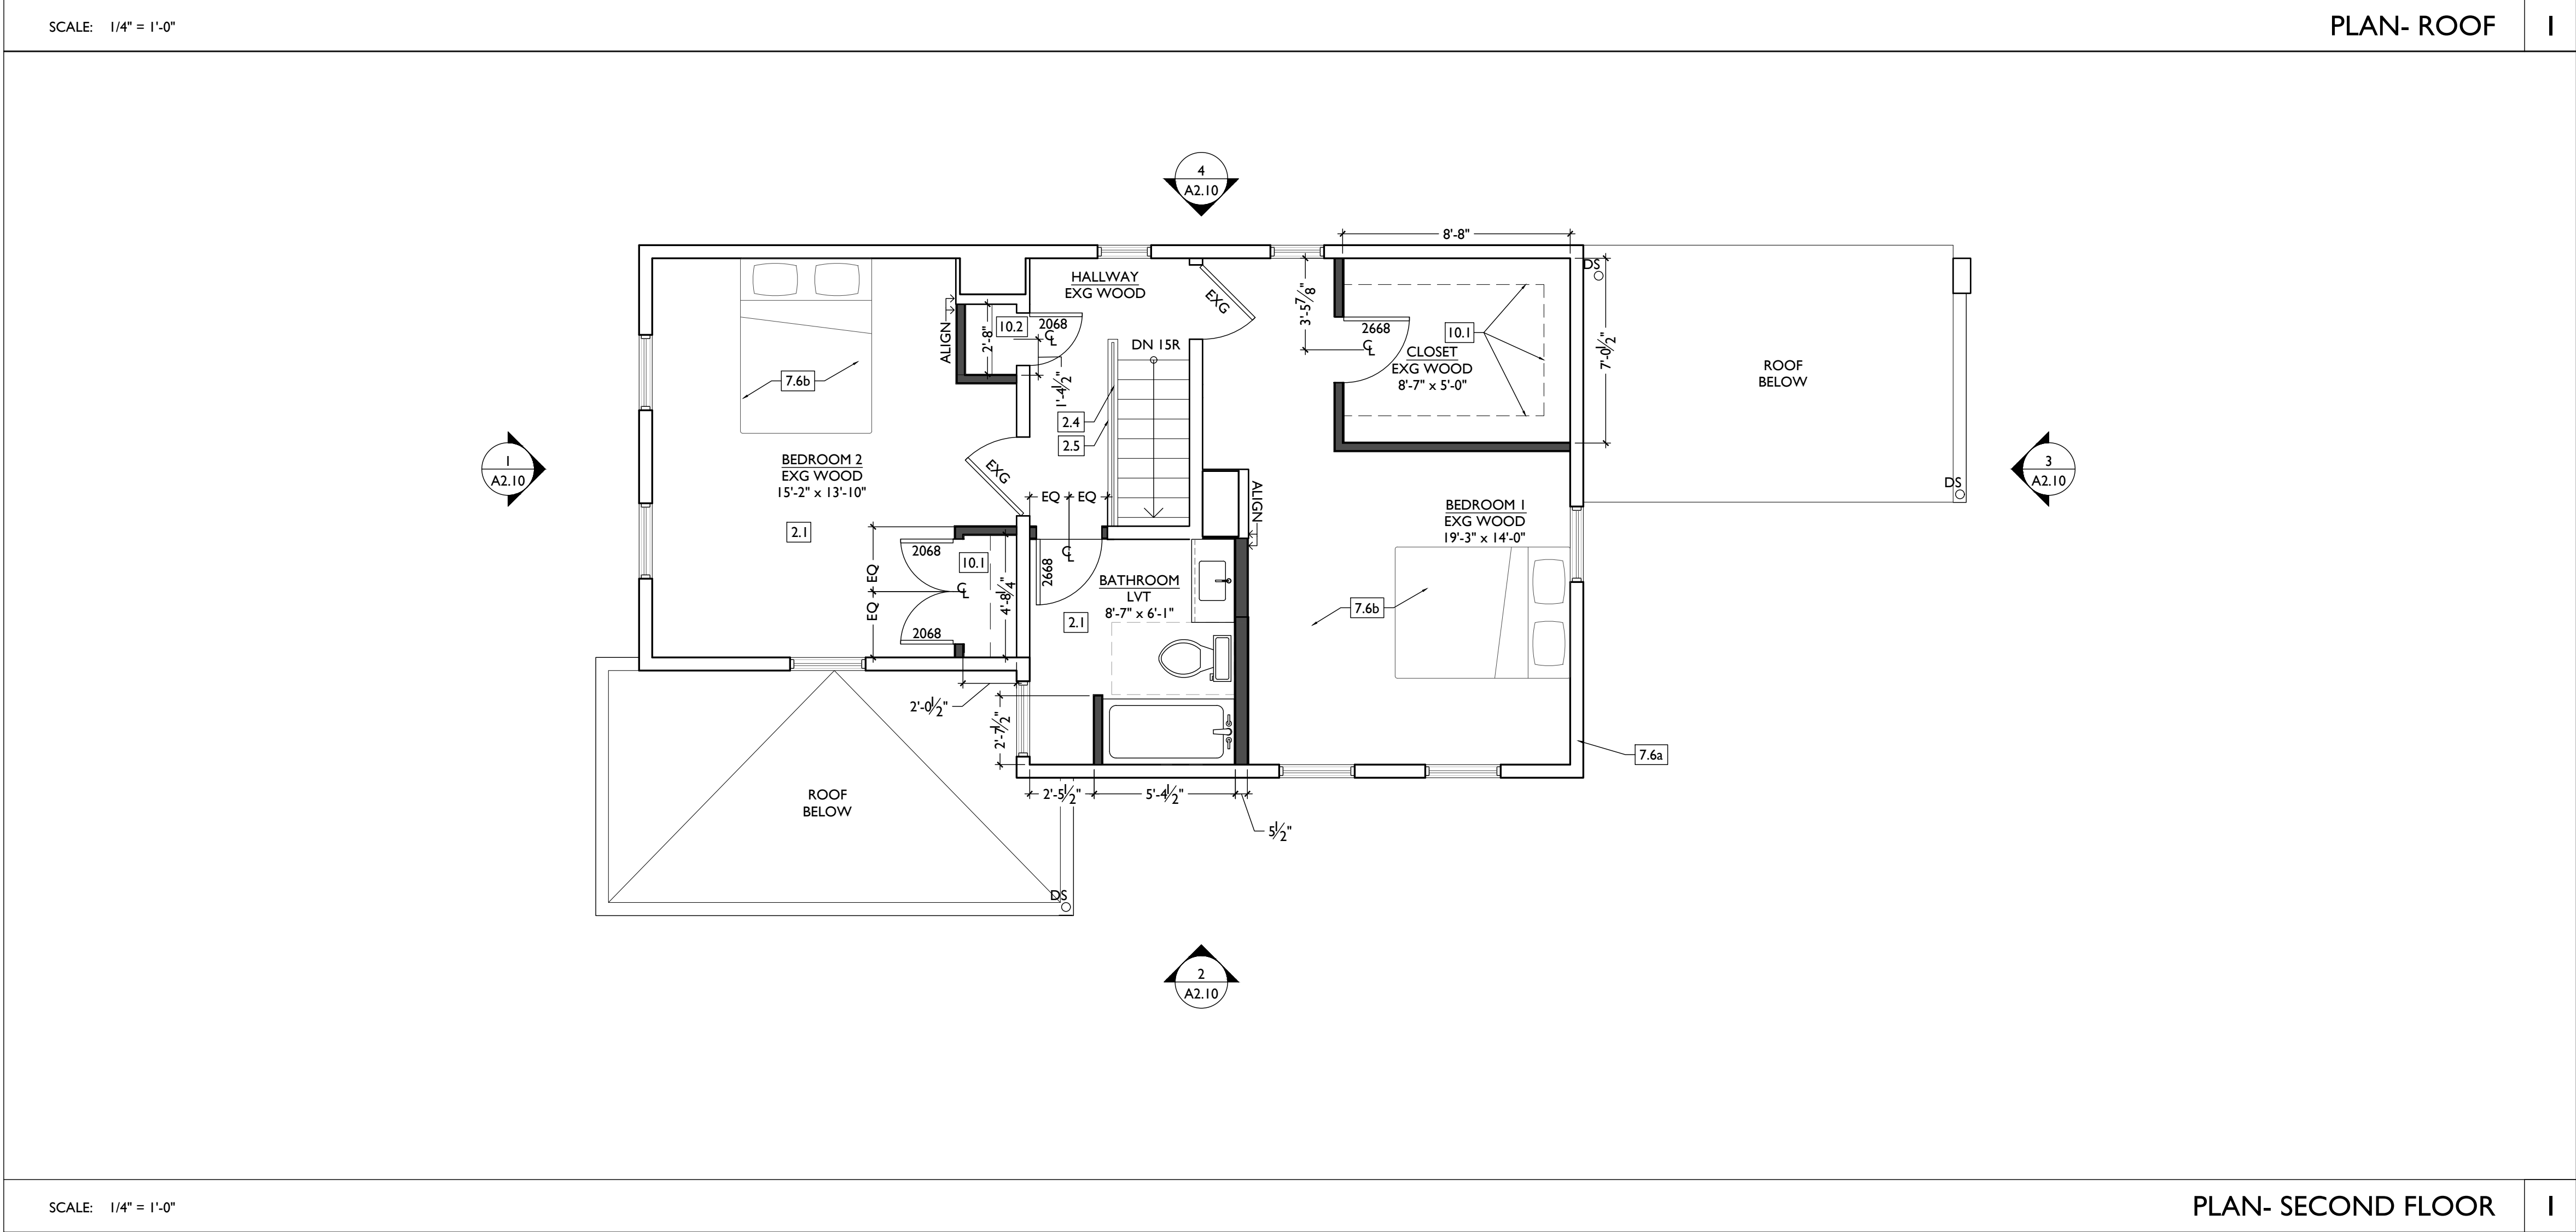 SCALE: 1/4" = 1'-0"
PLAN- ROOF
1
4
A2.10
8'-8"
DS
HALLWAY
EXG WOOD
EXG
3'-5 7/8"
ALIGN
2'-8"
10.2
2068
CL
1'-4 1/2"
DN 15R
2668
CL
10.1
CLOSET
EXG WOOD
8'-7" x 5'-0"
7'-0 1/2"
ROOF
BELOW
7.6b
2.4
2.5
1
A2.10
BEDROOM 2
EXG WOOD
15'-2" x 13'-10"
EXG
EQ
EQ
ALIGN
3
A2.10
DS
BEDROOM 1
EXG WOOD
19'-3" x 14'-0"
2.1
2068
10.1
EQ
EQ
CL
4'-8 1/4"
2668
CL
BATHROOM
LVT
8'-7" x 6'-1"
7.6b
2.1
2068
2'-0 1/2"
2'-7 1/2"
7.6a
ROOF
BELOW
2'-5 1/2"
5'-4 1/2"
5 1/2"
DS
2
A2.10
SCALE: 1/4" = 1'-0"
PLAN- SECOND FLOOR
1